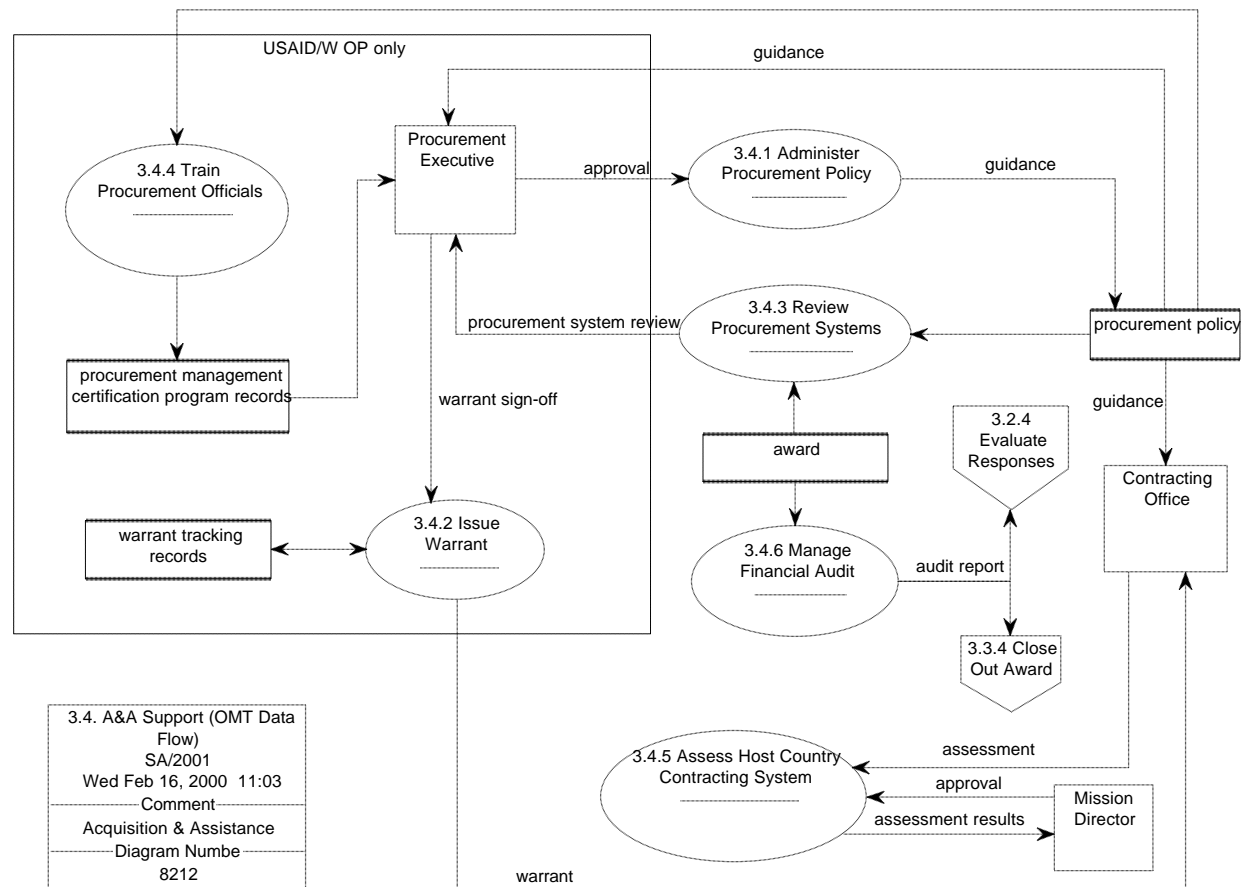 USAID/W OP only
guidance
3.4.4 Train
Procurement Officials
Procurement
Executive
approval
3.4.1 Administer
Procurement Policy
guidance
procurement system review
3.4.3 Review
Procurement Systems
procurement policy
procurement management
certification program records
warrant sign-off
guidance
award
3.2.4
Evaluate
Responses
Contracting
Office
warrant tracking
records
3.4.2 Issue
Warrant
3.4.6 Manage
Financial Audit
audit report
3.3.4 Close
Out Award
3.4. A&A Support (OMT Data
Flow)
SA/2001
Wed Feb 16, 2000 11:03
Comment
Acquisition & Assistance
Diagram Numbe
8212
3.4.5 Assess Host Country
Contracting System
assessment
approval
assessment results
Mission
Director
warrant